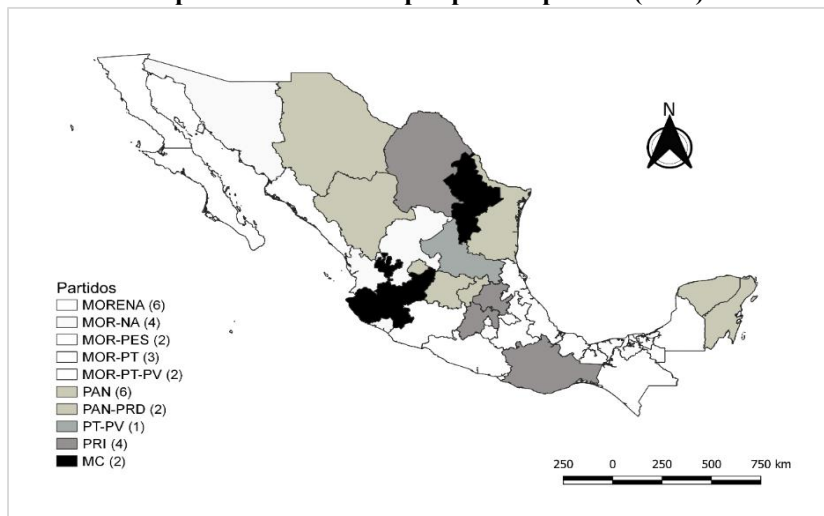 N
Partidos
MORENA (6)
MOR-NA (4)
MOR-PES (2)
MOR-PT (3)
MOR-PT-PV (2)
PAN (6)
PAN-PRD (2)
PT-PV (1)
PRI (4)
MC (2)
250 0 250 500 750 km